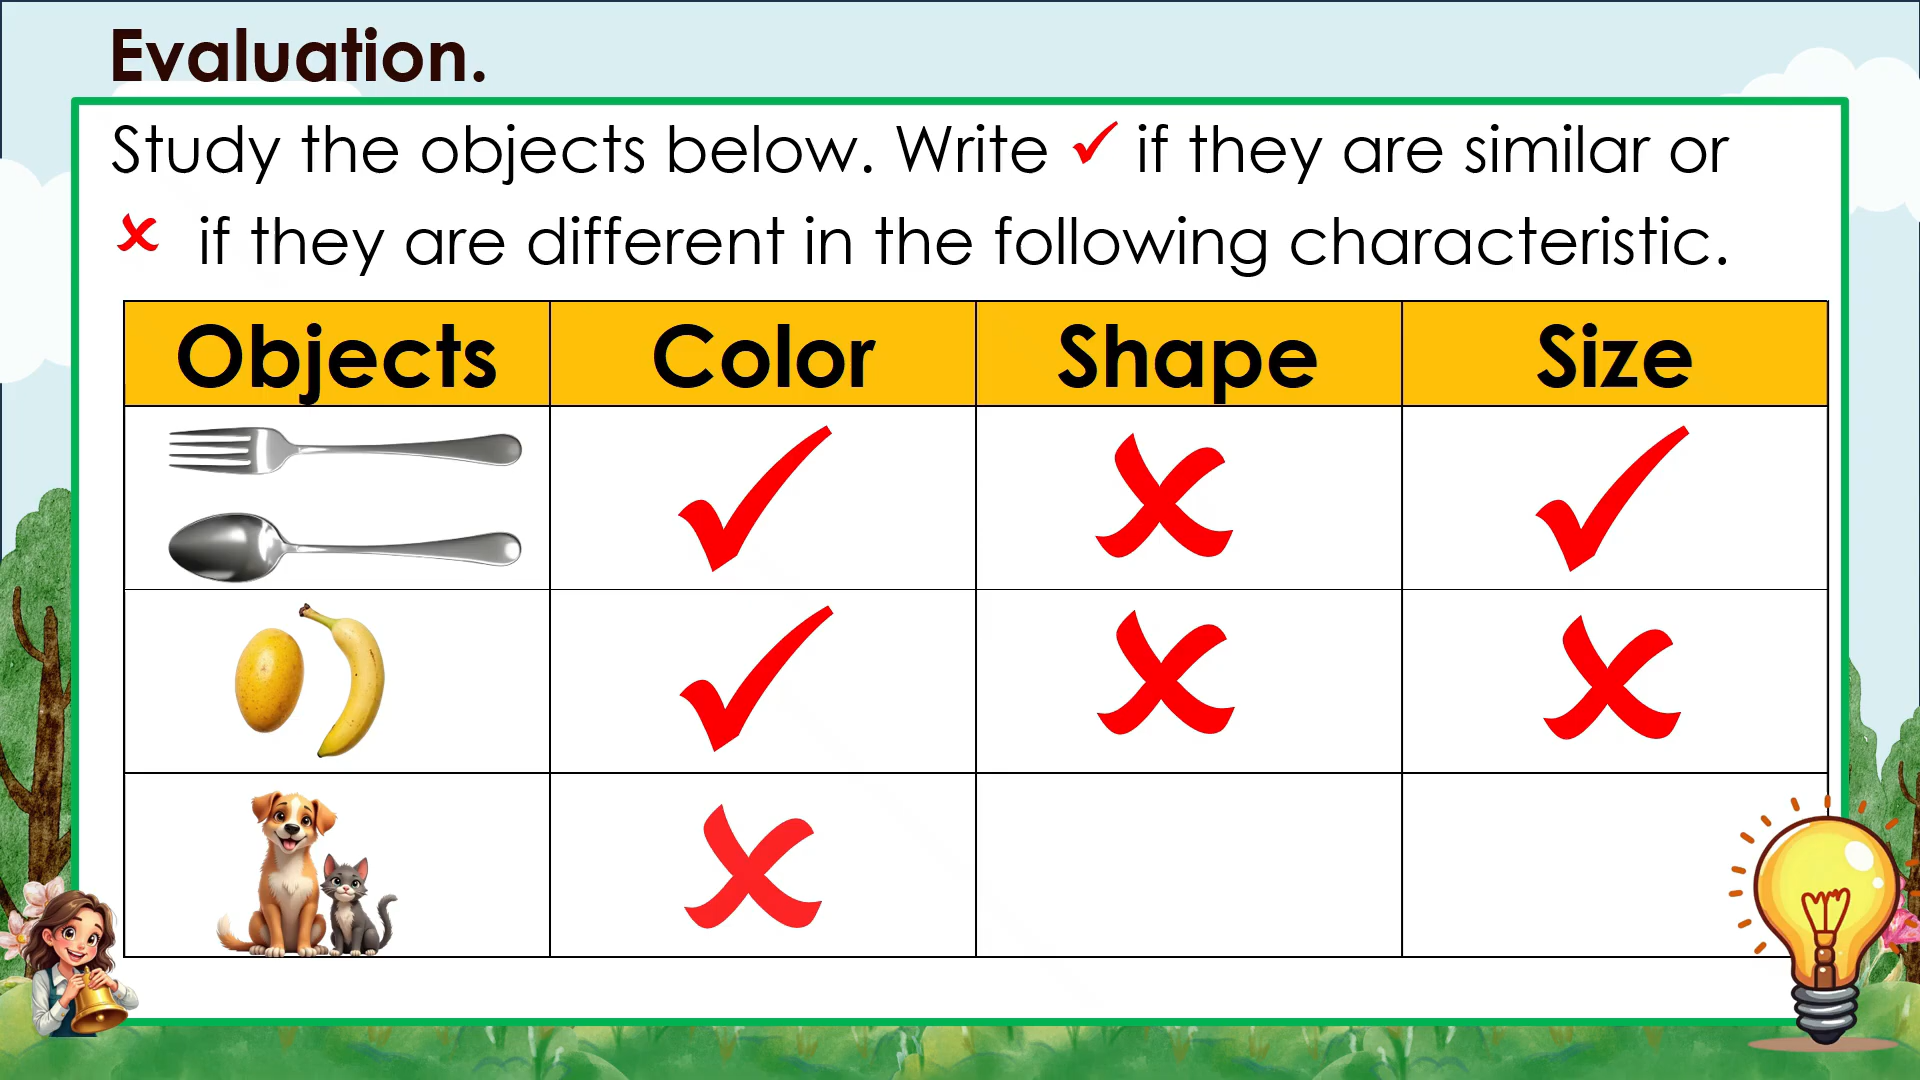 Evaluation.
Study the objects below. Write ✓ if they are similar or
✗ if they are different in the following characteristic.
Objects Color Shape Size
✓ ✗ ✓
✓ ✗ ✗
✗